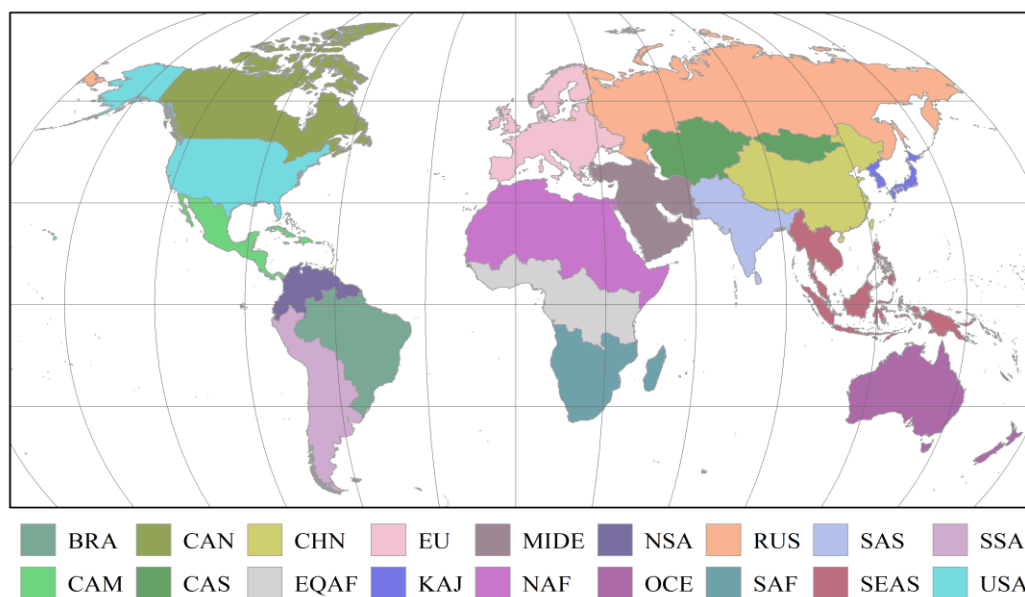 BRA CAN CHN EU MIDE NSA RUS SAS SSA
CAM CAS EQAF KAJ NAF OCE SAF SEAS USA